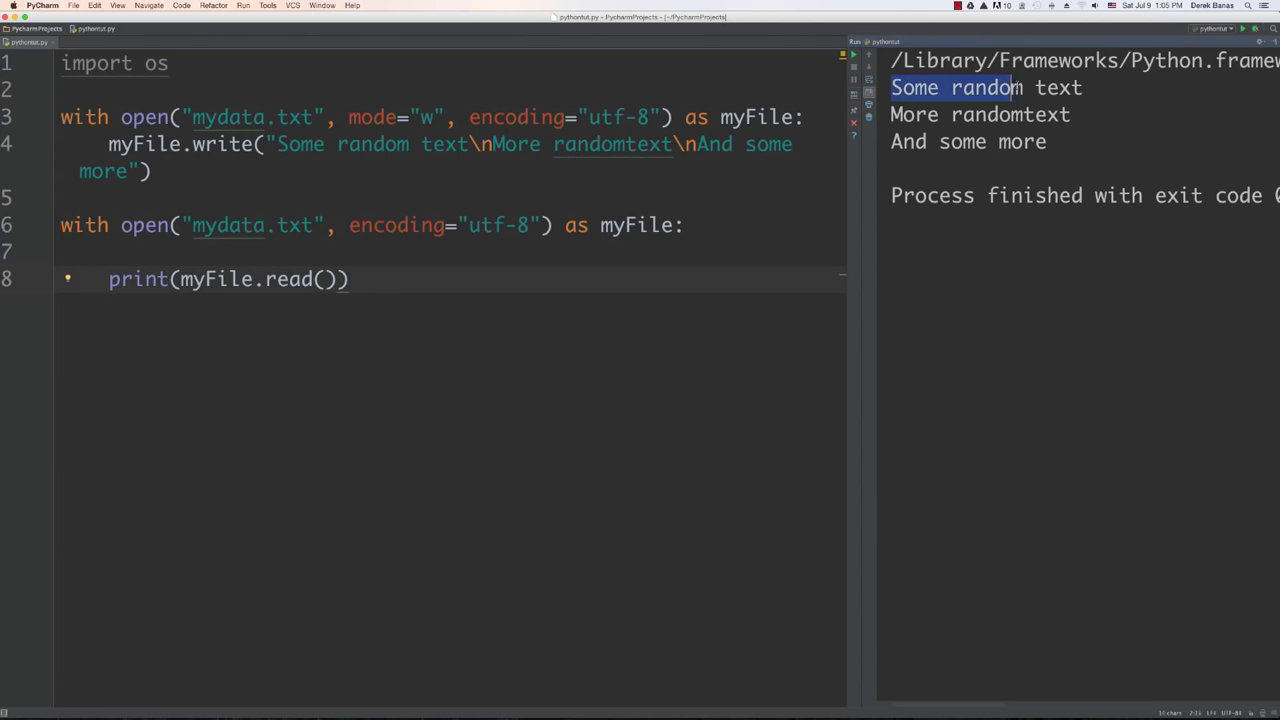 PyCharm File Edit View Navigate Code Refactor Run Tools VCS Window Help
10 Sat Jul 9 1:05 PM Derek Banas
pythontut.py - PycharmProjects - [~/PycharmProjects]
PycharmProjects pythontut.py
pythontut
pythontut.py
Run pythontut
1 import os
2
3 with open("mydata.txt", mode="w", encoding="utf-8") as myFile:
4 myFile.write("Some random text\nMore randomtext\nAnd some
more")
5
6 with open("mydata.txt", encoding="utf-8") as myFile:
7
8 print(myFile.read())
/Library/Frameworks/Python.framew
Some random text
More randomtext
And some more
Process finished with exit code 0
10 chars 2:13 LF÷ UTF-8÷